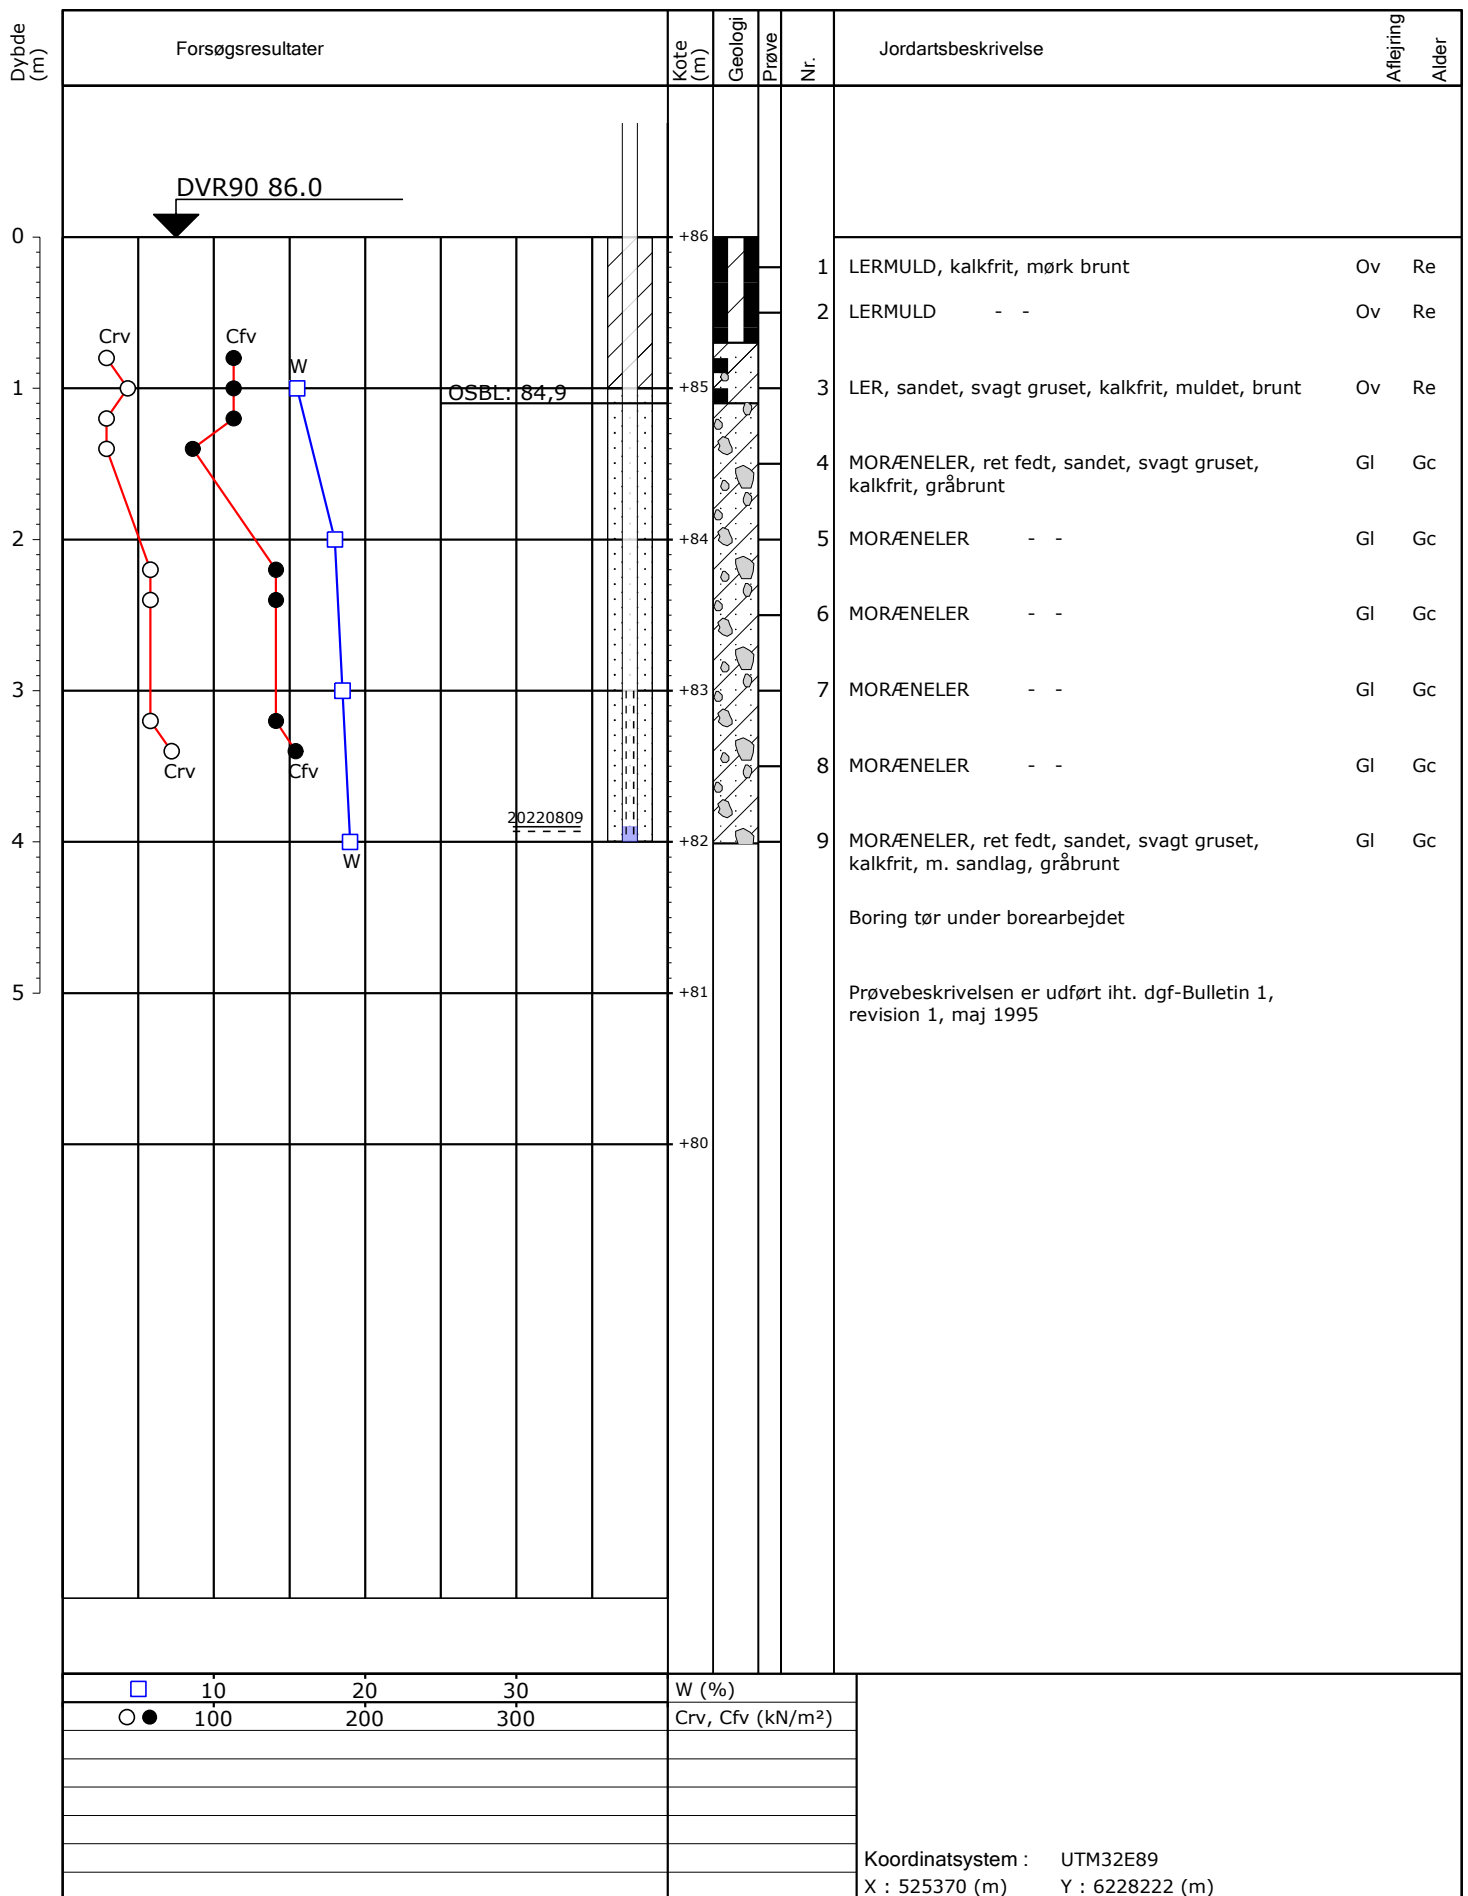 Dybde
(m)
Forsøgsresultater
Kote
(m)
Geologi
Prøve
Nr.
Jordartsbeskrivelse
Aflejring
Alder
DVR90 86.0
0
+86
1 LERMULD, kalkfrit, mørk brunt Ov Re
2 LERMULD - - Ov Re
Crv Cfv
W
1
OSBL: 84,9
+85
3 LER, sandet, svagt gruset, kalkfrit, muldet, brunt Ov Re
4 MORÆNELER, ret fedt, sandet, svagt gruset, Gl Gc
kalkfrit, gråbrunt
2
+84
5 MORÆNELER - - Gl Gc
6 MORÆNELER - - Gl Gc
3
+83
7 MORÆNELER - - Gl Gc
Crv Cfv
8 MORÆNELER - - Gl Gc
20220809
4
+82
W
9 MORÆNELER, ret fedt, sandet, svagt gruset, Gl Gc
kalkfrit, m. sandlag, gråbrunt
Boring tør under borearbejdet
5
+81
Prøvebeskrivelsen er udført iht. dgf-Bulletin 1,
revision 1, maj 1995
+80
10 20 30 W (%)
100 200 300 Crv, Cfv (kN/m²)
Koordinatsystem : UTM32E89
X : 525370 (m) Y : 6228222 (m)